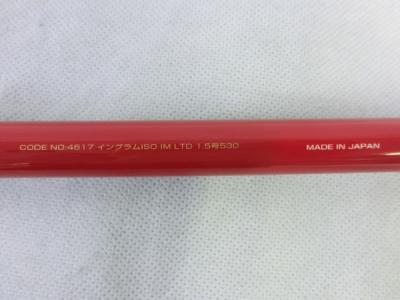 CODE NO:4517 イングラムISO IM LTD 1.5号530
MADE IN JAPAN